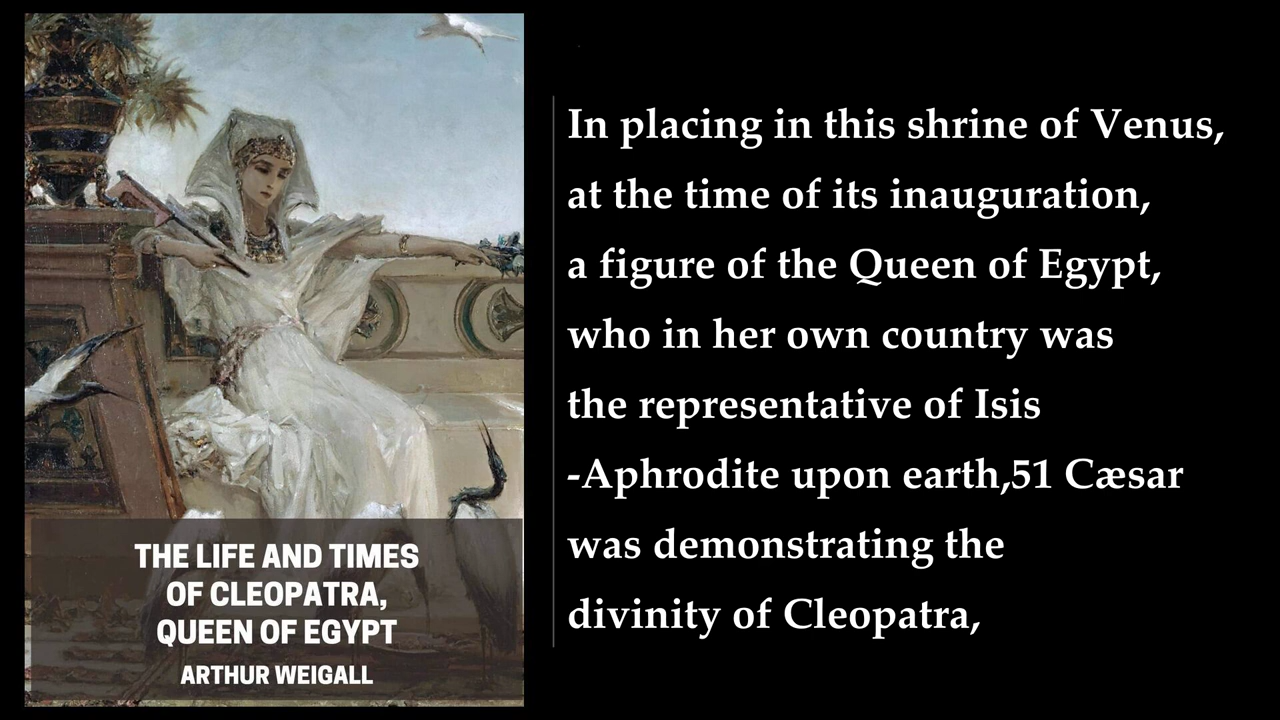 THE LIFE AND TIMES
OF CLEOPATRA,
QUEEN OF EGYPT
ARTHUR WEIGALL
In placing in this shrine of Venus,
at the time of its inauguration,
a figure of the Queen of Egypt,
who in her own country was
the representative of Isis
-Aphrodite upon earth,51 Cæsar
was demonstrating the
divinity of Cleopatra,